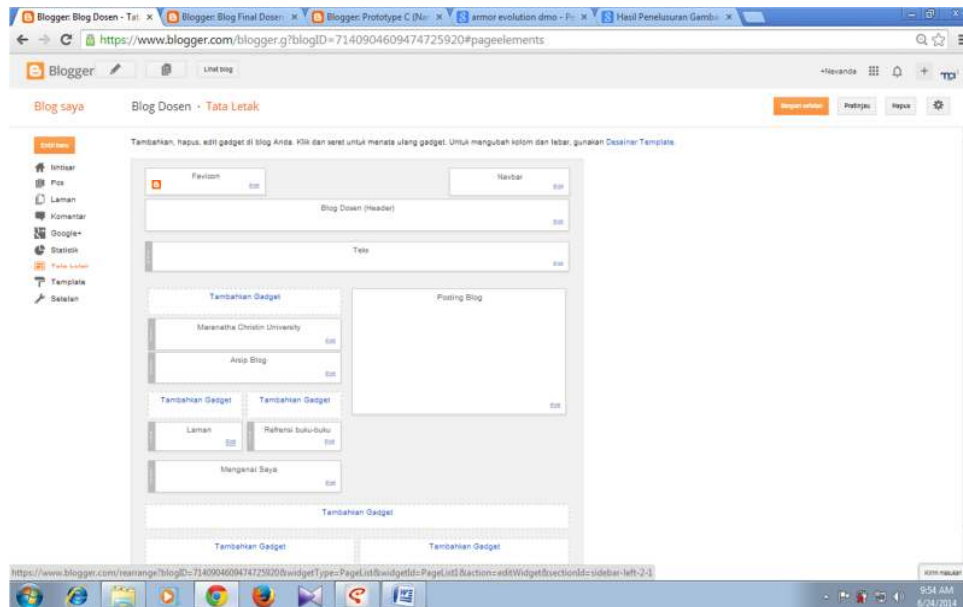 Blogger: Blog Dosen - Tat
Blogger: Blog Final Dosen
Blogger: Prototype C (Na
armor evolution dmo - Pe
Hasil Penelusuran Gamba
https://www.blogger.com/blogger.g?blogID=7140904609474725920#pageelements
Blogger
Lihat blog
+Nevanda
Blog saya
Blog Dosen · Tata Letak
Simpan setelan
Pratinjau
Hapus
Entri baru
Tambahkan, hapus, edit gadget di blog Anda. Klik dan seret untuk menata ulang gadget. Untuk mengubah kolom dan lebar, gunakan Desainer Template.
Ikhtisar
Pos
Laman
Komentar
Google+
Statistik
Tata Letak
Template
Setelan
Favicon
Edit
Navbar
Edit
Blog Dosen (Header)
Edit
Teks
Edit
Tambahkan Gadget
Posting Blog
Edit
Maranatha Christin University
Edit
Arsip Blog
Edit
Tambahkan Gadget
Tambahkan Gadget
Laman
Edit
Refrensi buku-buku
Edit
Mengenai Saya
Edit
Tambahkan Gadget
Tambahkan Gadget
Tambahkan Gadget
https://www.blogger.com/rearrange?blogID=7140904609474725920&widgetType=PageList&widgetId=PageList1&action=editWidget&sectionId=sidebar-left-2-1
Kirim masukan
9:54 AM
6/24/2014